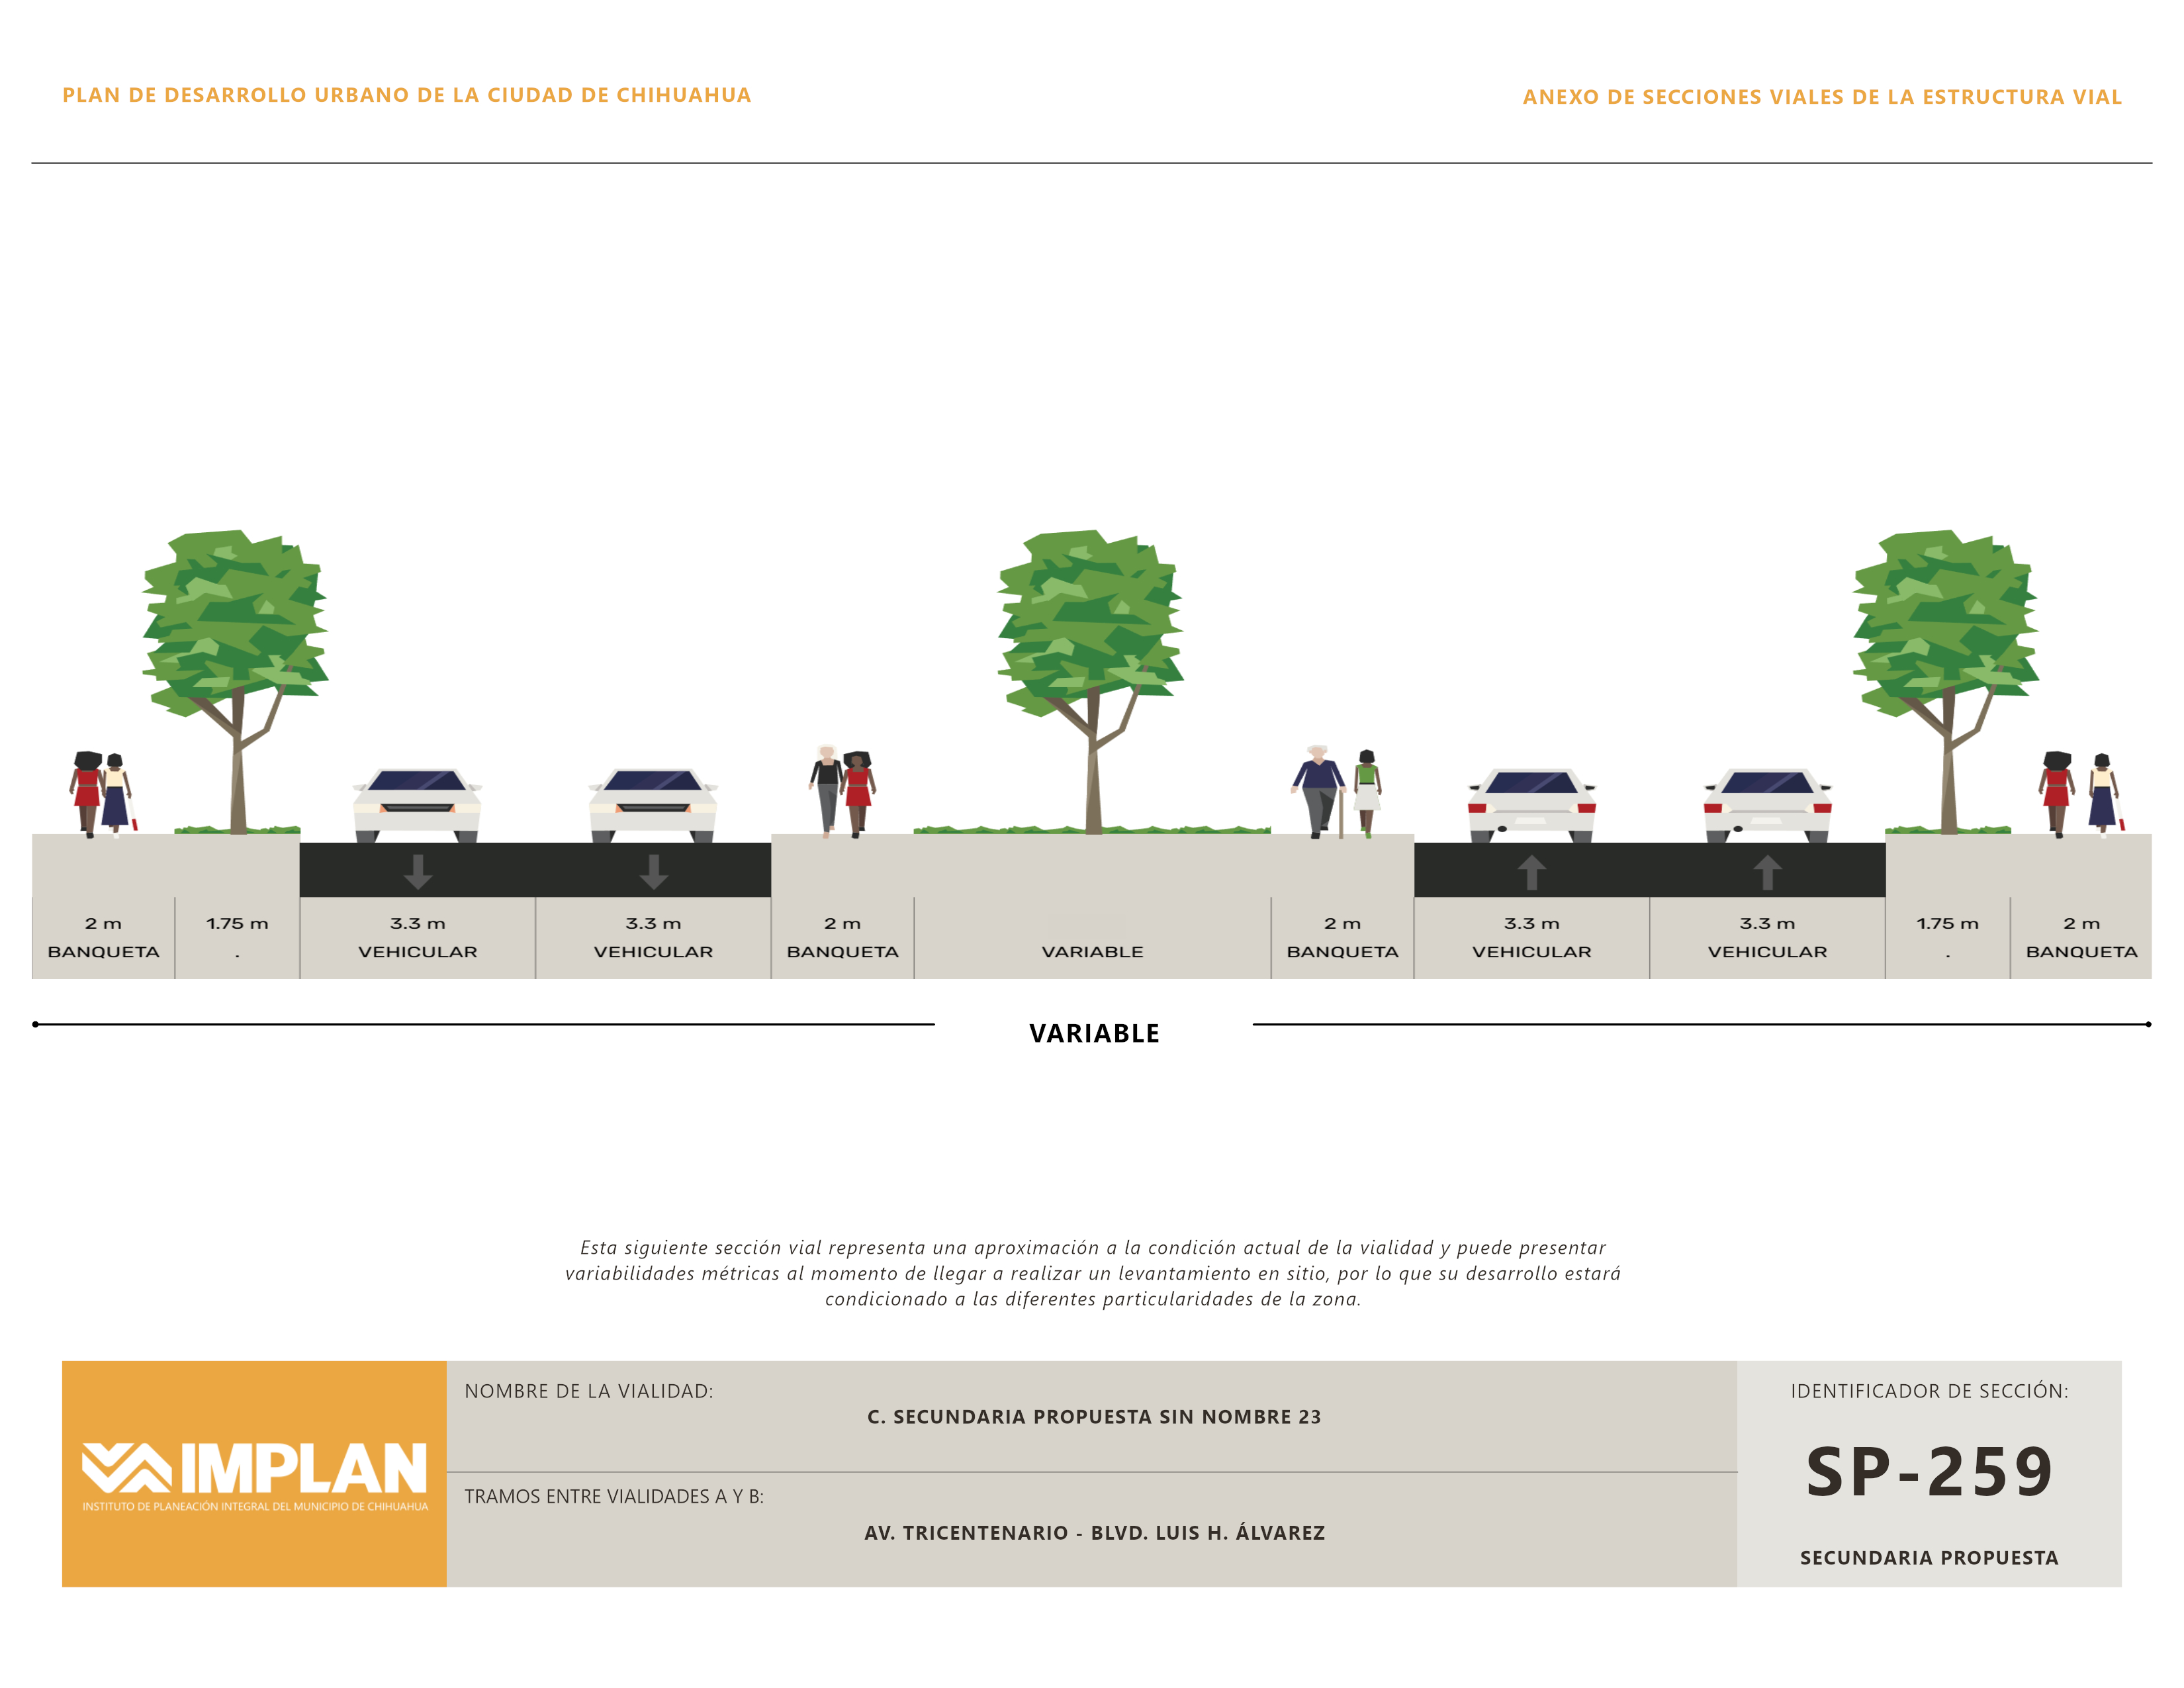 PLAN DE DESARROLLO URBANO DE LA CIUDAD DE CHIHUAHUA
ANEXO DE SECCIONES VIALES DE LA ESTRUCTURA VIAL
2 m
BANQUETA
1.75 m
.
3.3 m
VEHICULAR
3.3 m
VEHICULAR
2 m
BANQUETA
VARIABLE
2 m
BANQUETA
3.3 m
VEHICULAR
3.3 m
VEHICULAR
1.75 m
.
2 m
BANQUETA
VARIABLE
Esta siguiente sección vial representa una aproximación a la condición actual de la vialidad y puede presentar
variabilidades métricas al momento de llegar a realizar un levantamiento en sitio, por lo que su desarrollo estará
condicionado a las diferentes particularidades de la zona.
IMPLAN
INSTITUTO DE PLANEACIÓN INTEGRAL DEL MUNICIPIO DE CHIHUAHUA
NOMBRE DE LA VIALIDAD:
C. SECUNDARIA PROPUESTA SIN NOMBRE 23
TRAMOS ENTRE VIALIDADES A Y B:
AV. TRICENTENARIO - BLVD. LUIS H. ÁLVAREZ
IDENTIFICADOR DE SECCIÓN:
SP-259
SECUNDARIA PROPUESTA